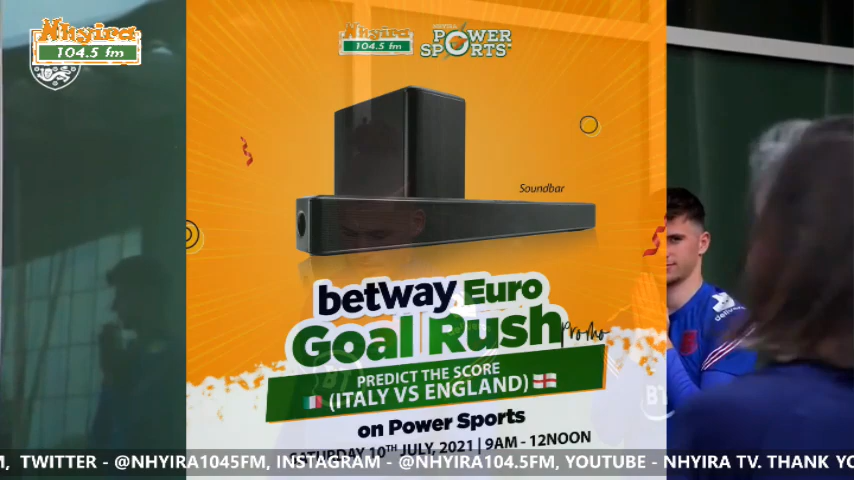 Nhyira
104.5 fm
Nhyira
104.5 fm
POWER
SPORTS
Soundbar
betway Euro
Goal Rush
Promo
PREDICT THE SCORE
(ITALY VS ENGLAND)
on Power Sports
SATURDAY 10TH JULY, 2021 | 9AM - 12NOON
BT
M, TWITTER - @NHYIRA1045FM, INSTAGRAM - @NHYIRA104.5FM, YOUTUBE - NHYIRA TV. THANK YO